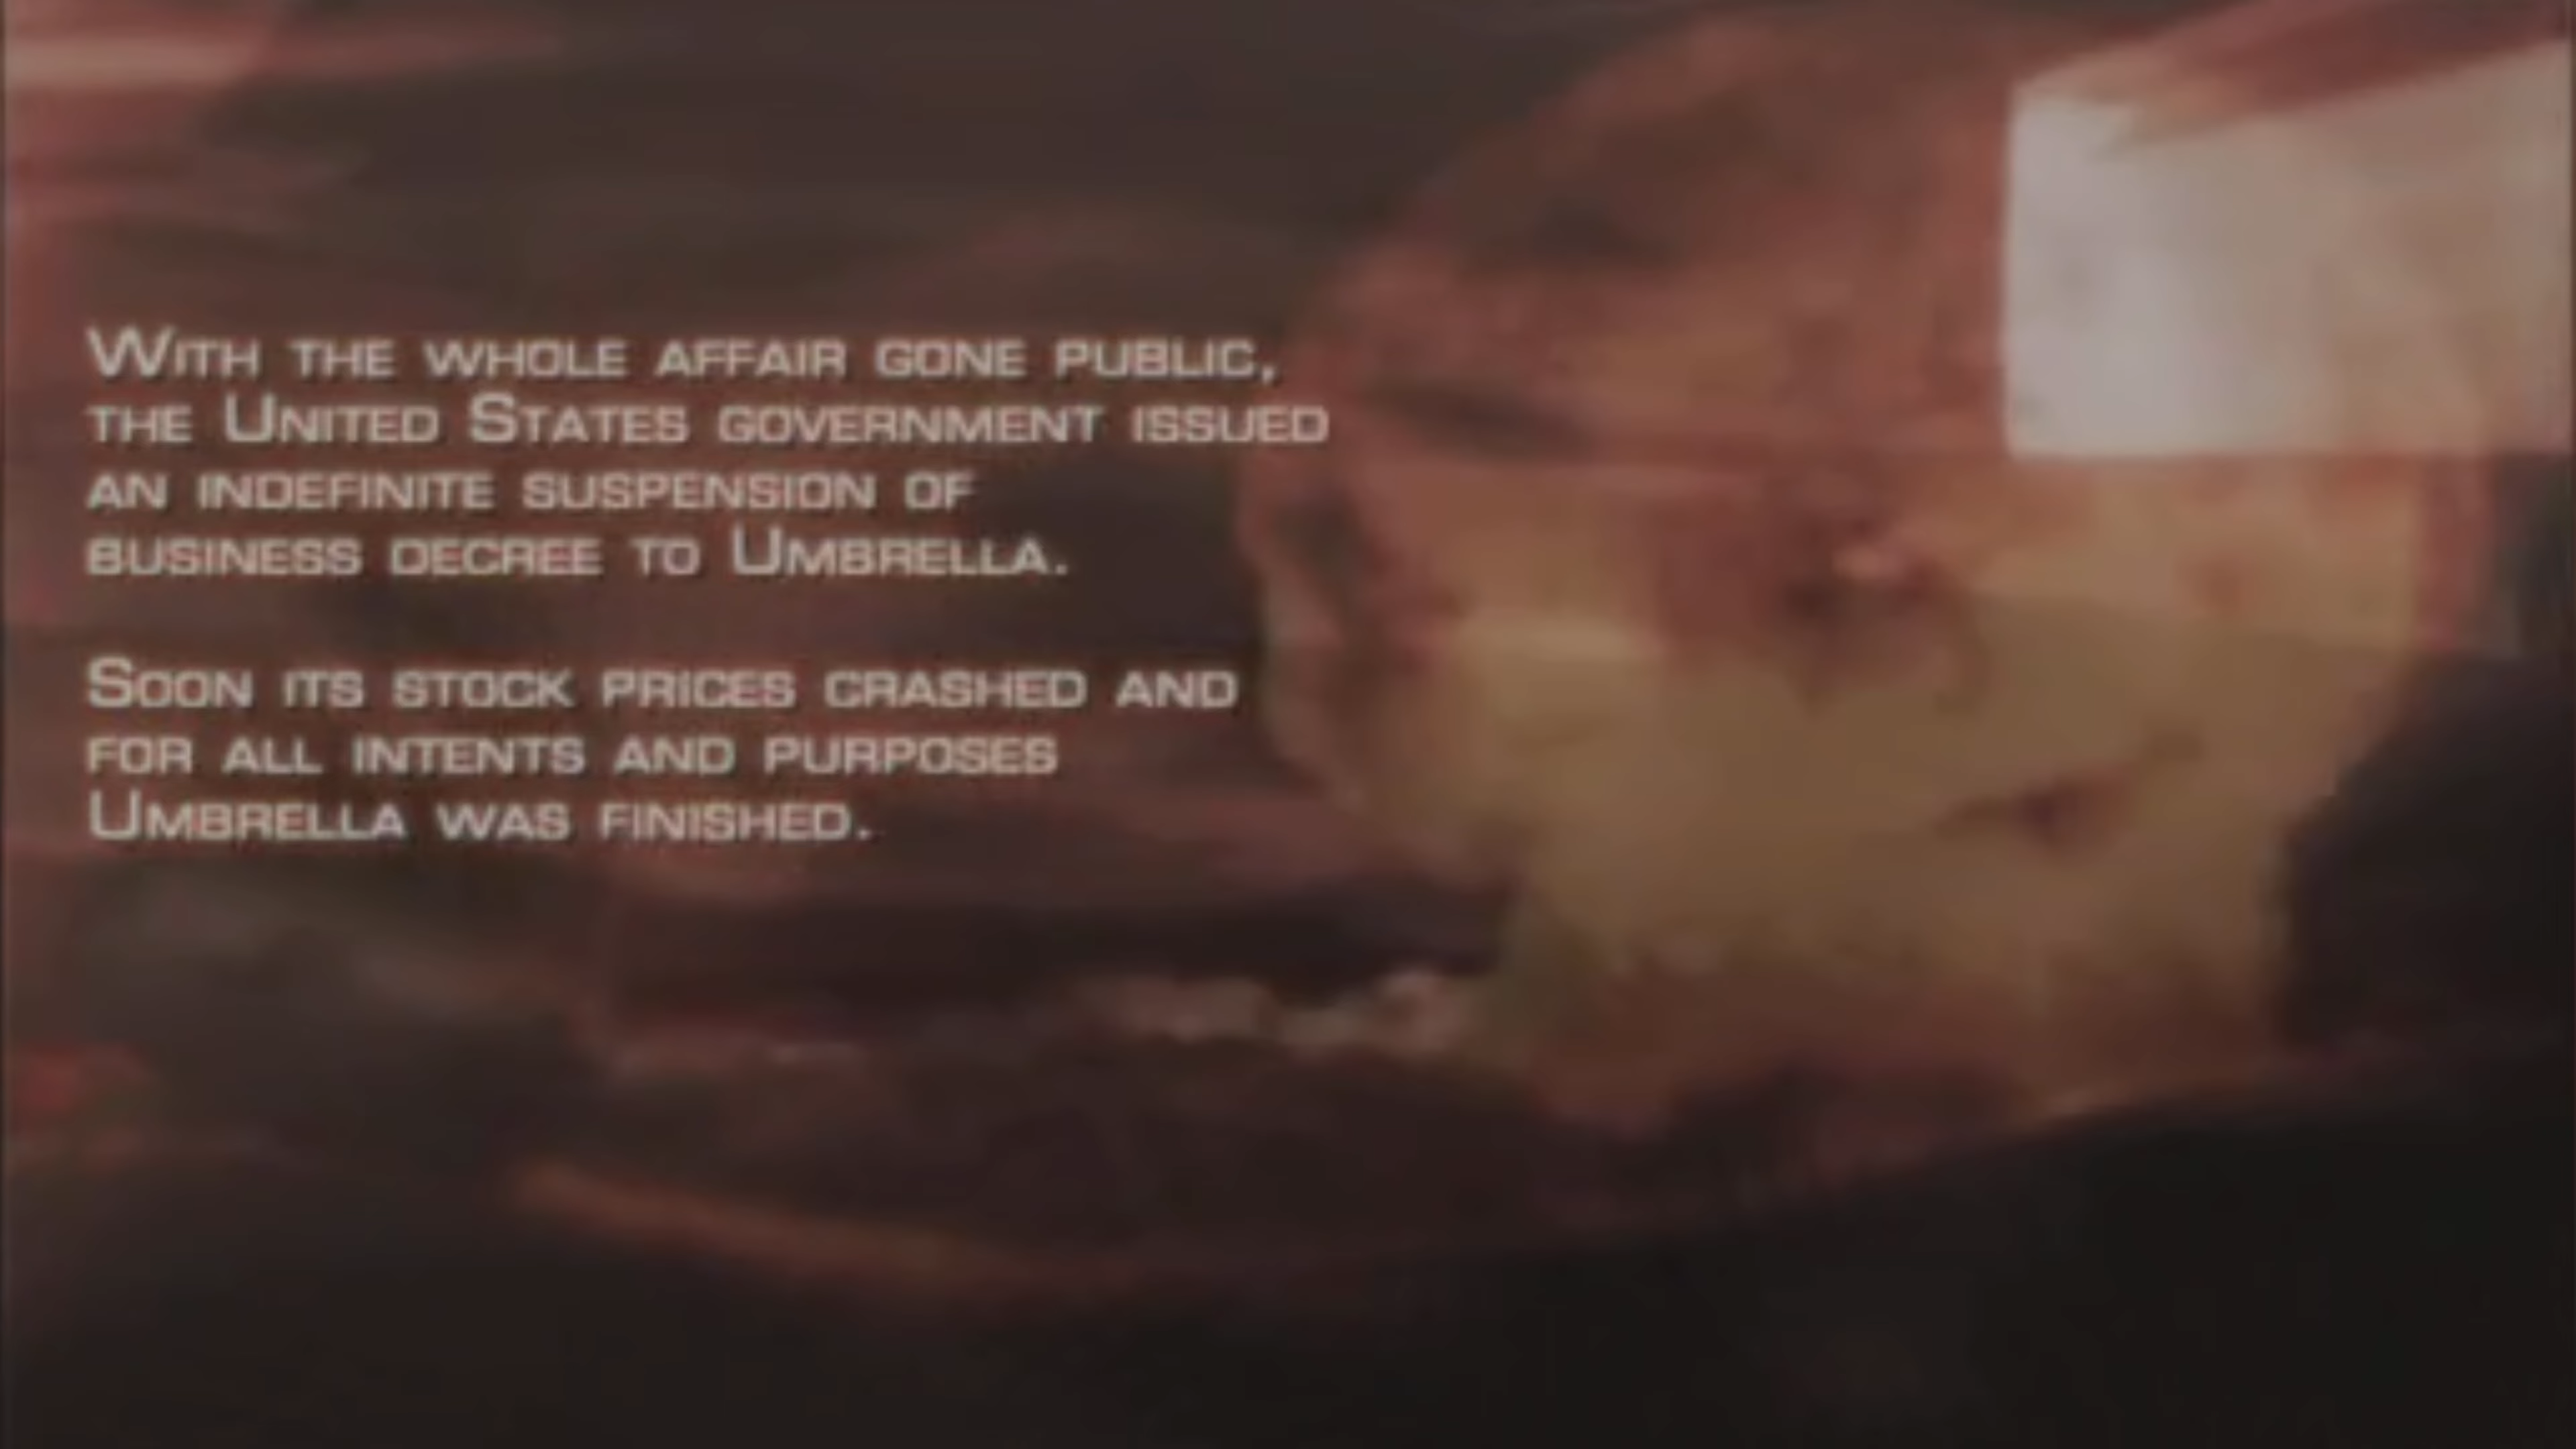 With the whole affair gone public,
the United States government issued
an indefinite suspension of
business decree to Umbrella.
Soon its stock prices crashed and
for all intents and purposes
Umbrella was finished.